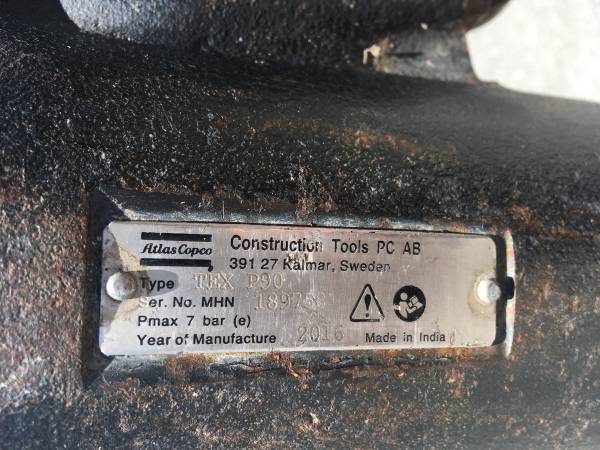 Atlas Copco
Construction Tools PC AB
391 27 Kalmar, Sweden
Type TEX P90
Ser. No. MHN 189758
Pmax 7 bar (e)
Year of Manufacture 2016 Made in India